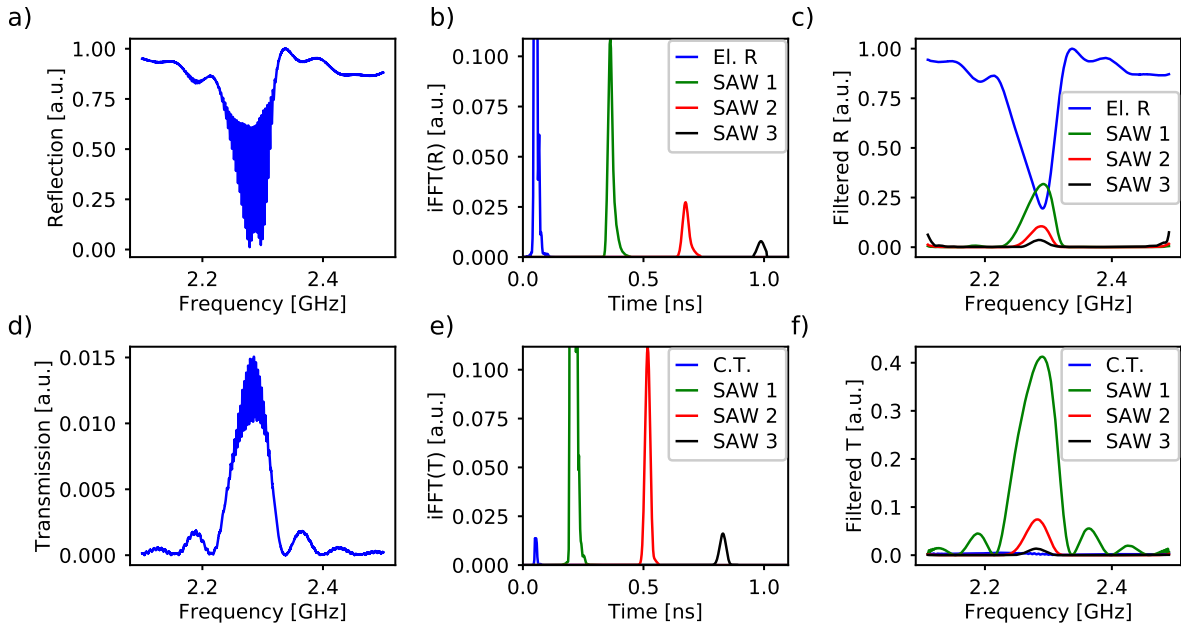 a)
Reflection [a.u.]
1.00
0.75
0.50
0.25
0.00
2.2
2.4
Frequency [GHz]
b)
iFFT(R) [a.u.]
0.100
0.075
0.050
0.025
0.000
0.0
0.5
1.0
Time [ns]
El. R
SAW 1
SAW 2
SAW 3
c)
Filtered R [a.u.]
1.00
0.75
0.50
0.25
0.00
2.2
2.4
Frequency [GHz]
El. R
SAW 1
SAW 2
SAW 3
d)
Transmission [a.u.]
0.015
0.010
0.005
0.000
2.2
2.4
Frequency [GHz]
e)
iFFT(T) [a.u.]
0.100
0.075
0.050
0.025
0.000
0.0
0.5
1.0
Time [ns]
C.T.
SAW 1
SAW 2
SAW 3
f)
Filtered T [a.u.]
0.4
0.3
0.2
0.1
0.0
2.2
2.4
Frequency [GHz]
C.T.
SAW 1
SAW 2
SAW 3